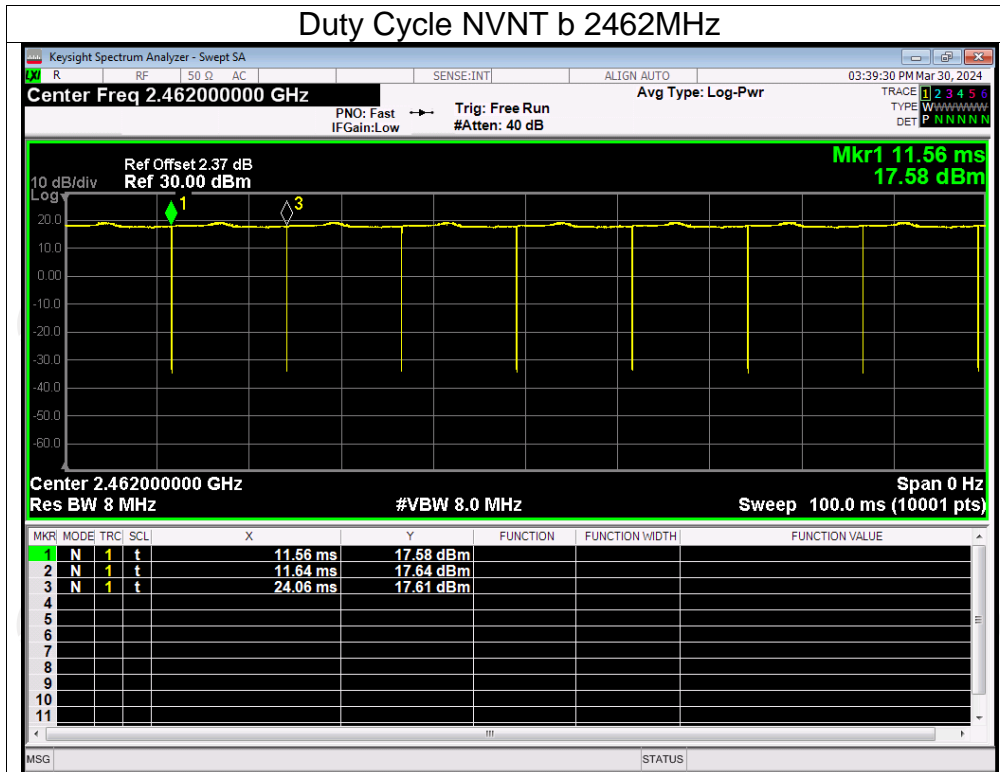 Duty Cycle NVNT b 2462MHz
Keysight Spectrum Analyzer - Swept SA
LXI R RF 50 Ω AC SENSE:INT ALIGN AUTO 03:39:30 PM Mar 30, 2024
Center Freq 2.462000000 GHz Avg Type: Log-Pwr TRACE 1 2 3 4 5 6
PNO: Fast Trig: Free Run TYPE WWWWWW
IFGain:Low #Atten: 40 dB DET P N N N N N
Mkr1 11.56 ms
Ref Offset 2.37 dB
10 dB/div Ref 30.00 dBm 17.58 dBm
Log
1 3
20.0
10.0
0.00
-10.0
-20.0
-30.0
-40.0
-50.0
-60.0
Center 2.462000000 GHz Span 0 Hz
Res BW 8 MHz #VBW 8.0 MHz Sweep 100.0 ms (10001 pts)
MKR MODE TRC SCL X Y FUNCTION FUNCTION WIDTH FUNCTION VALUE
1 N 1 t 11.56 ms 17.58 dBm
2 N 1 t 11.64 ms 17.64 dBm
3 N 1 t 24.06 ms 17.61 dBm
4
5
6
7
8
9
10
11
MSG STATUS